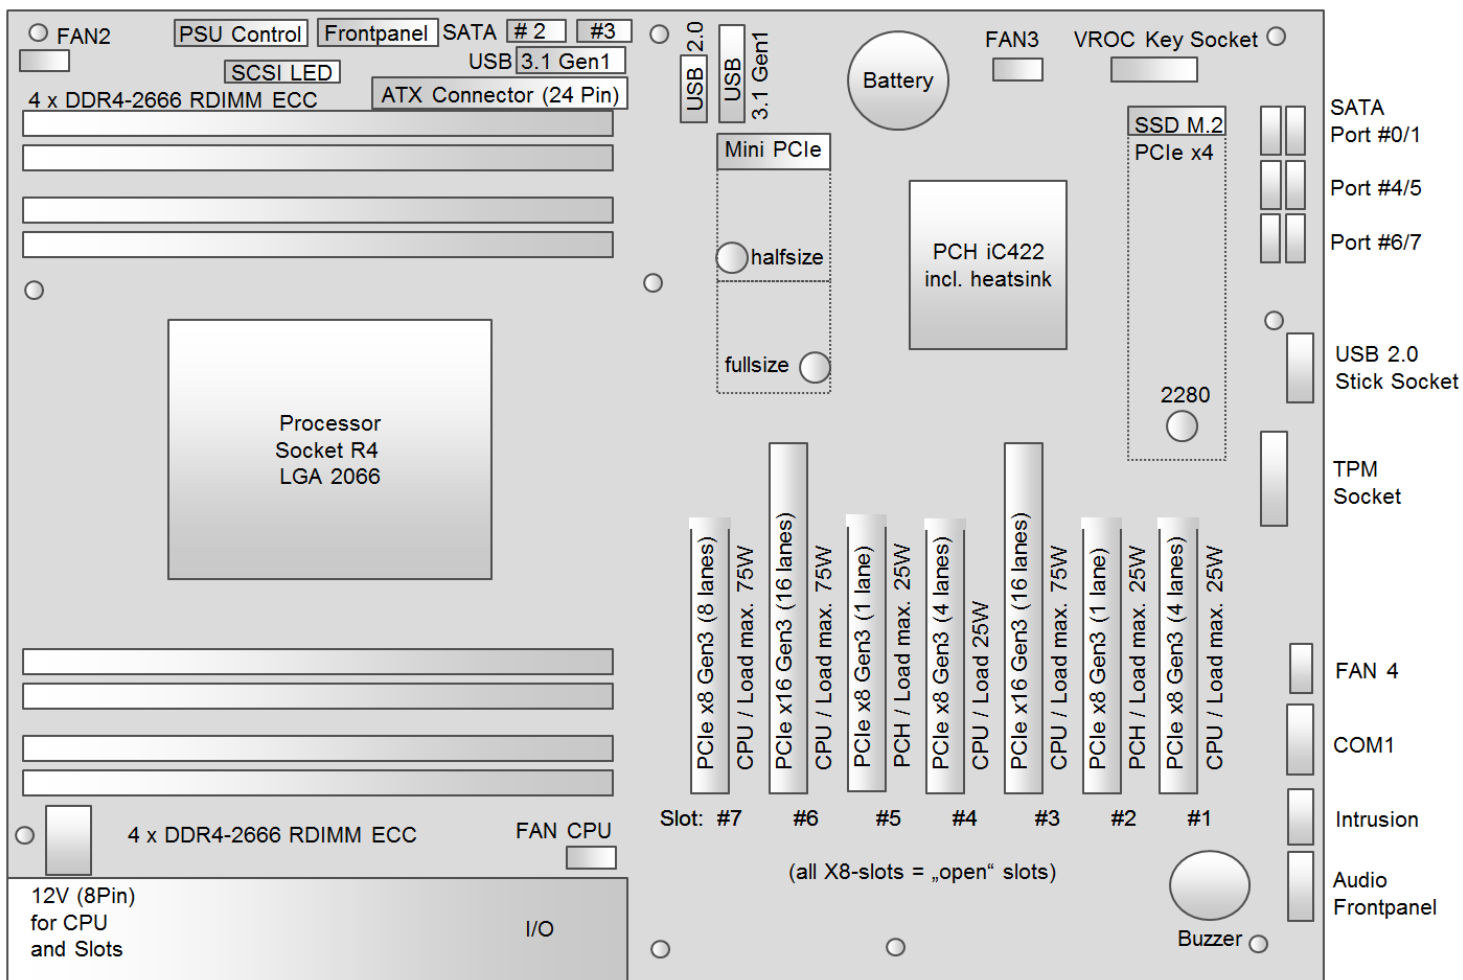 FAN2
PSU Control
Frontpanel
SATA
# 2
#3
SCSI LED
USB
3.1 Gen1
4 x DDR4-2666 RDIMM ECC
ATX Connector (24 Pin)
USB 2.0
USB
3.1 Gen1
Battery
FAN3
VROC Key Socket
Mini PCIe
halfsize
fullsize
PCH iC422
incl. heatsink
SSD M.2
PCIe x4
2280
SATA
Port #0/1
Port #4/5
Port #6/7
USB 2.0
Stick Socket
TPM
Socket
Processor
Socket R4
LGA 2066
PCIe x8 Gen3 (8 lanes)
CPU / Load max. 75W
PCIe x16 Gen3 (16 lanes)
CPU / Load max. 75W
PCIe x8 Gen3 (1 lane)
PCH / Load max. 25W
PCIe x8 Gen3 (4 lanes)
CPU / Load 25W
PCIe x16 Gen3 (16 lanes)
CPU / Load max. 75W
PCIe x8 Gen3 (1 lane)
PCH / Load max. 25W
PCIe x8 Gen3 (4 lanes)
CPU / Load max. 25W
Slot: #7 #6 #5 #4 #3 #2 #1
(all X8-slots = „open“ slots)
FAN 4
COM1
Intrusion
Audio
Frontpanel
Buzzer
4 x DDR4-2666 RDIMM ECC
FAN CPU
12V (8Pin)
for CPU
and Slots
I/O